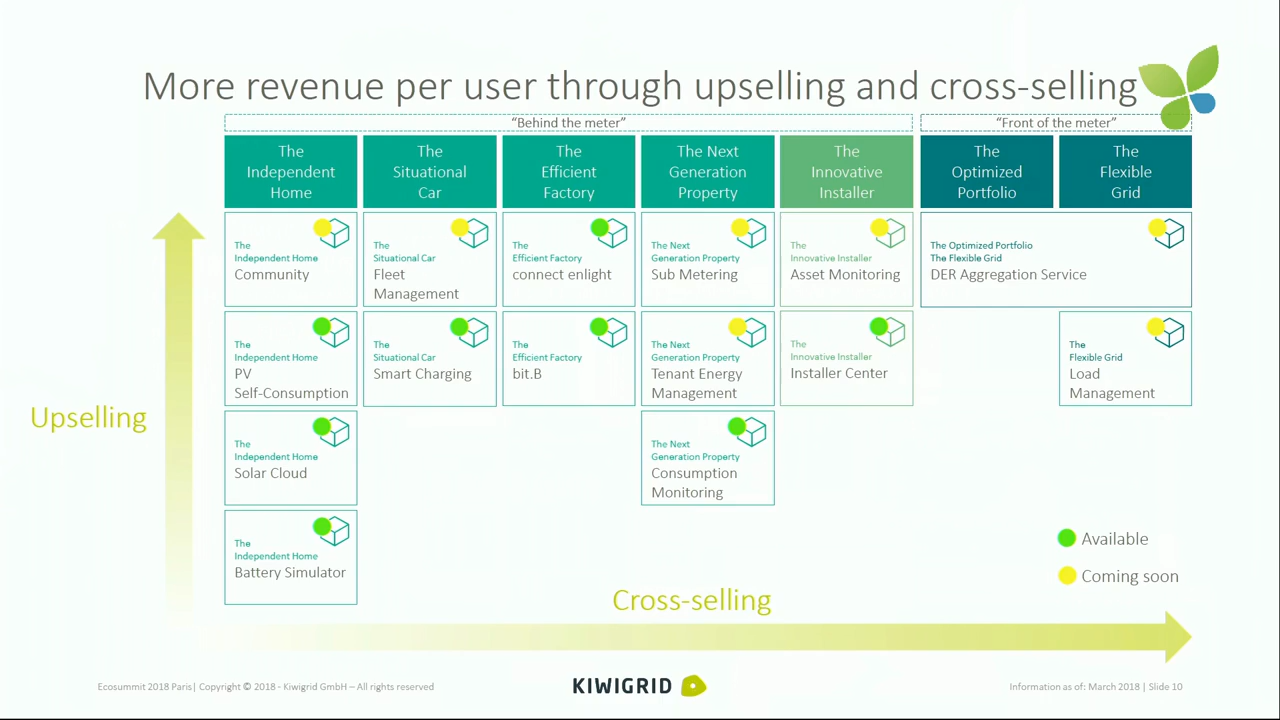 More revenue per user through upselling and cross-selling
“Behind the meter”
“Front of the meter”
The
Independent
Home
The
Situational
Car
The
Efficient
Factory
The Next
Generation
Property
The
Innovative
Installer
The
Optimized
Portfolio
The
Flexible
Grid
The
Independent Home
Community
The
Situational Car
Fleet
Management
The
Efficient Factory
connect enlight
The Next
Generation Property
Sub Metering
The
Innovative Installer
Asset Monitoring
The Optimized Portfolio
The Flexible Grid
DER Aggregation Service
The
Independent Home
PV
Self-Consumption
The
Situational Car
Smart Charging
The
Efficient Factory
bit.B
The Next
Generation Property
Tenant Energy
Management
The
Innovative Installer
Installer Center
The
Flexible Grid
Load
Management
Upselling
The
Independent Home
Solar Cloud
The Next
Generation Property
Consumption
Monitoring
The
Independent Home
Battery Simulator
Available
Coming soon
Cross-selling
Ecosummit 2018 Paris| Copyright © 2018 - Kiwigrid GmbH – All rights reserved
KIWIGRID
Information as of: March 2018 | Slide 10